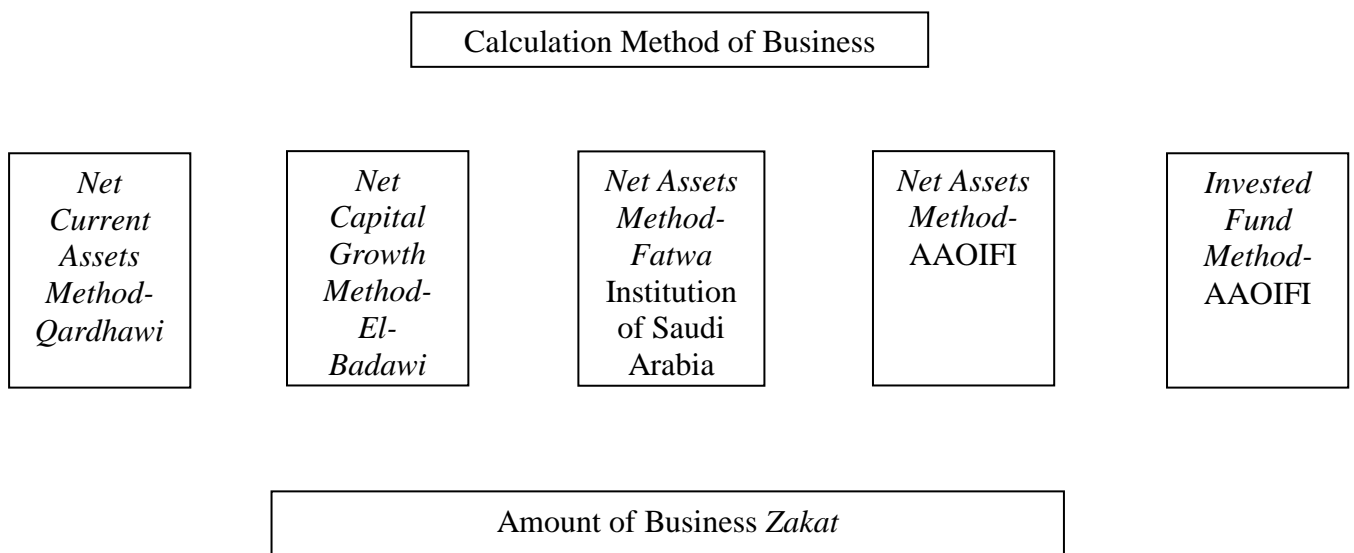 Calculation Method of Business
Net
Current
Assets
Method-
Qardhawi
Net
Capital
Growth
Method-
El-
Badawi
Net Assets
Method-
Fatwa
Institution
of Saudi
Arabia
Net Assets
Method-
AAOIFI
Invested
Fund
Method-
AAOIFI
Amount of Business Zakat